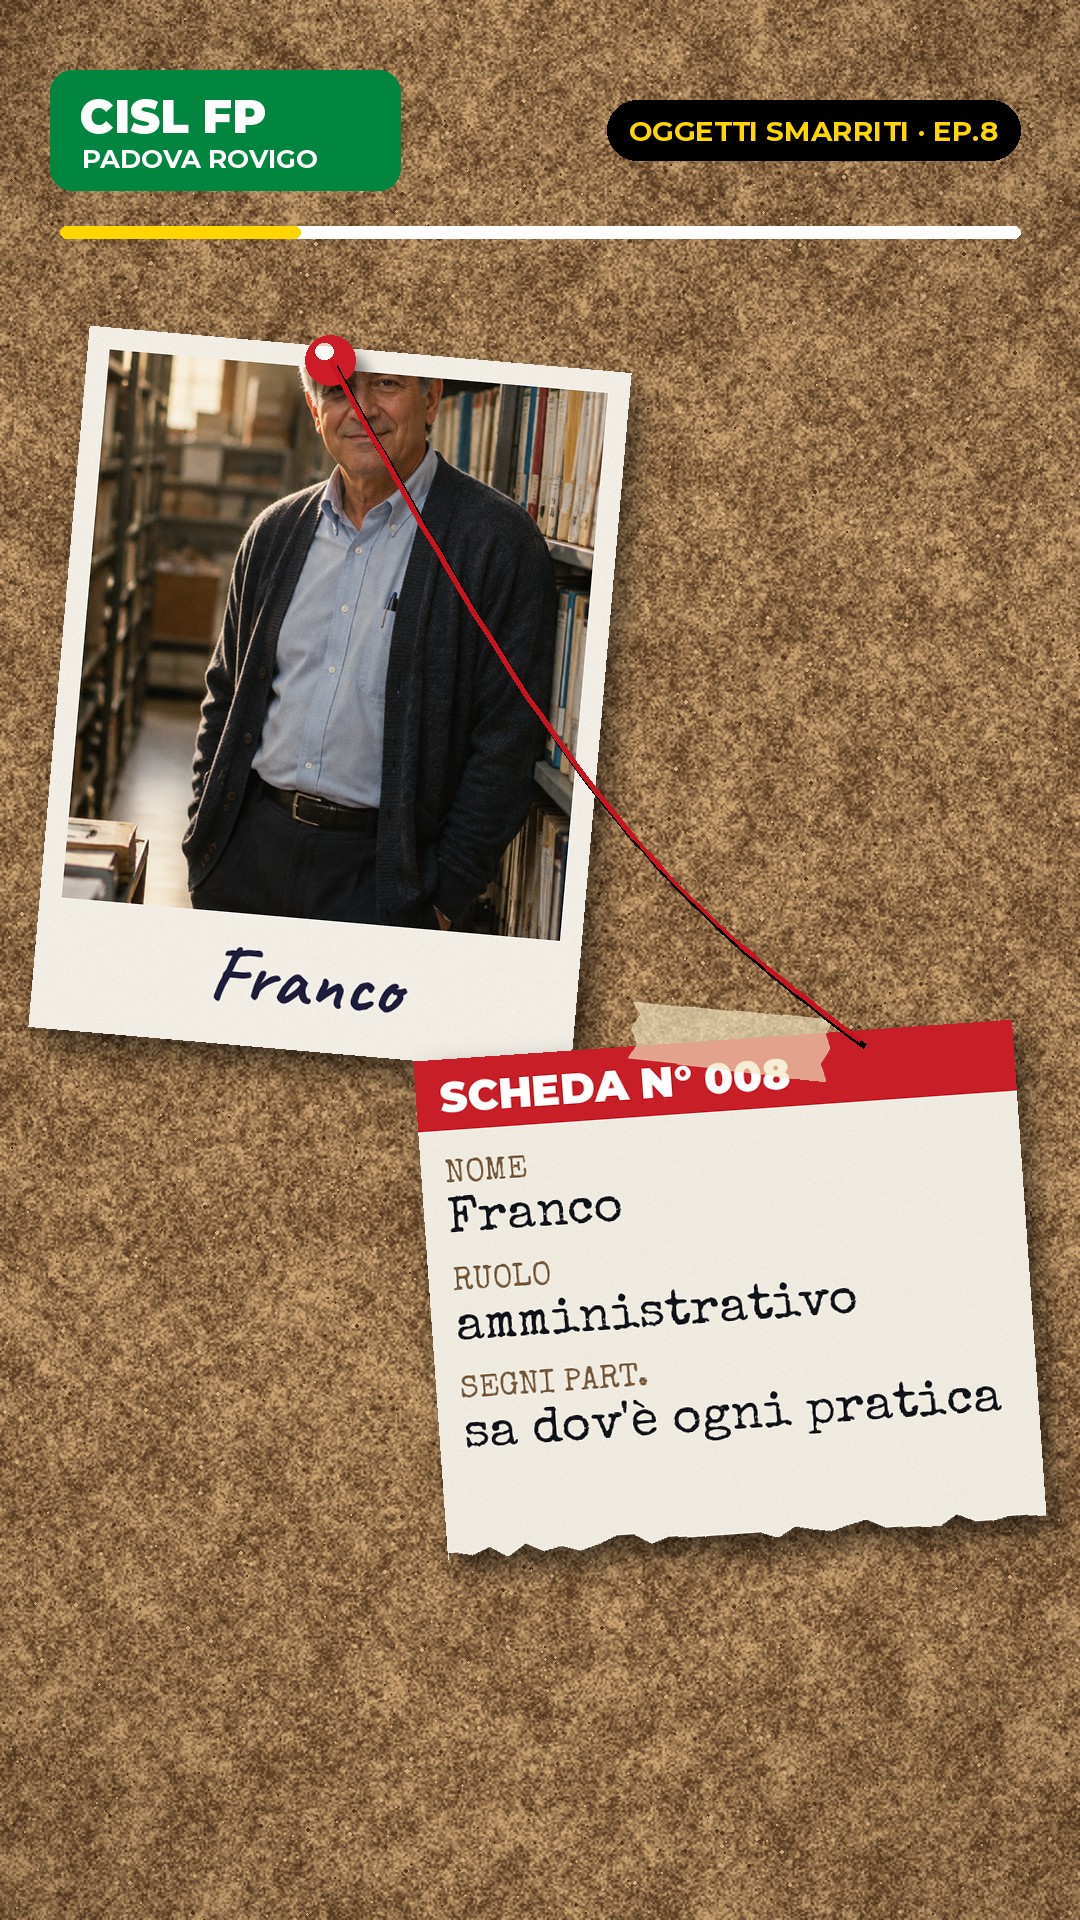 CISL FP
PADOVA ROVIGO
OGGETTI SMARRITI · EP.8
Franco
SCHEDA N° 008
NOME
Franco
RUOLO
amministrativo
SEGNI PART.
sa dov'è ogni pratica